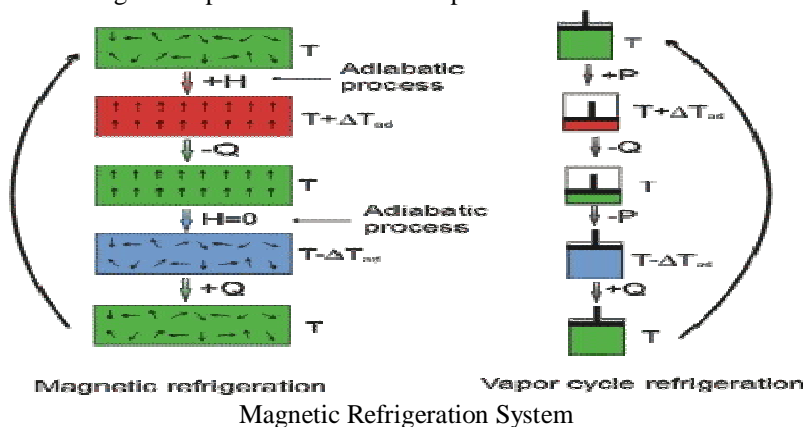 T
+H
Adiabatic
process
T+ΔTad
-Q
T
H=0
Adiabatic
process
T-ΔTad
+Q
T
Magnetic refrigeration
T
+P
T+ΔTad
-Q
T
-P
T-ΔTad
+Q
T
Vapor cycle refrigeration
Magnetic Refrigeration System